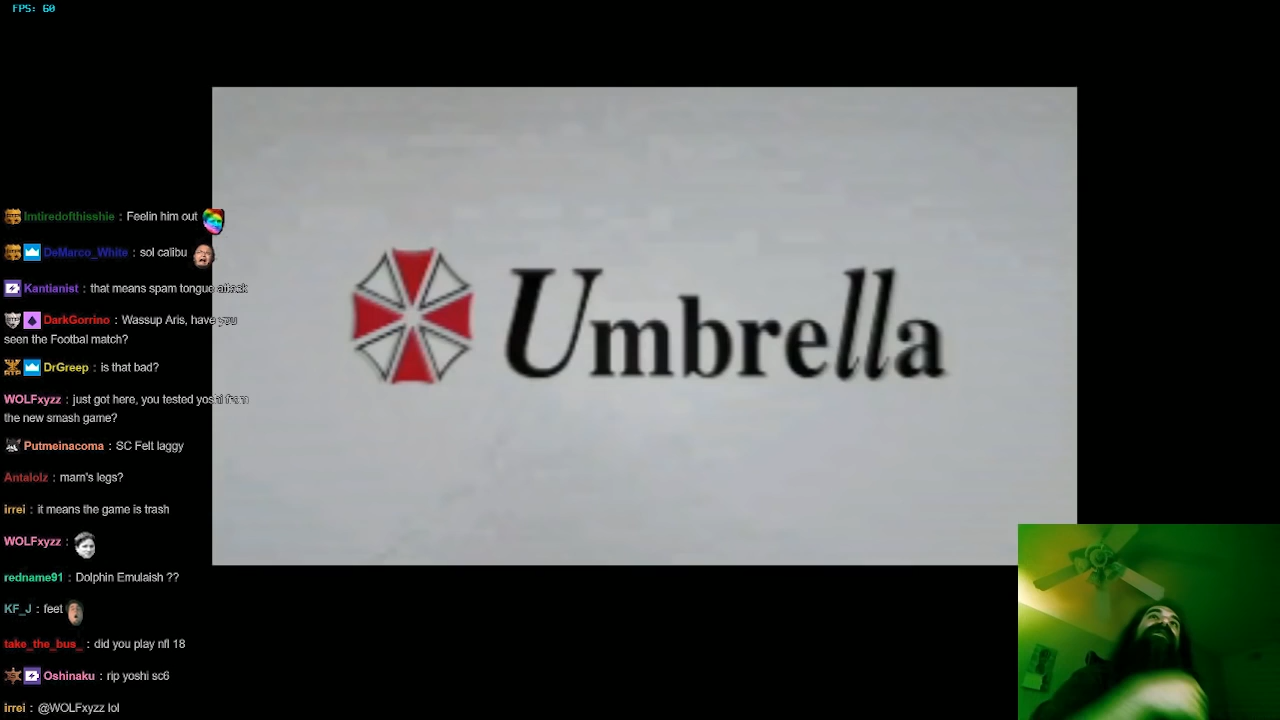 FPS: 60
Umbrella
Imtiredofthisshie : Feelin him out
DeMarco_White : sol calibu
Kantianist : that means spam tongue attack
DarkGorrino : Wassup Aris, have you
seen the Footbal match?
DrGreep : is that bad?
WOLFxyzz : just got here, you tested yoshi from
the new smash game?
Putmeinacoma : SC Felt laggy
Antalolz : marn's legs?
irrei : it means the game is trash
WOLFxyzz :
redname91 : Dolphin Emulaish ??
KF_J : feet
take_the_bus_ : did you play nfl 18
Oshinaku : rip yoshi sc6
irrei : @WOLFxyzz lol